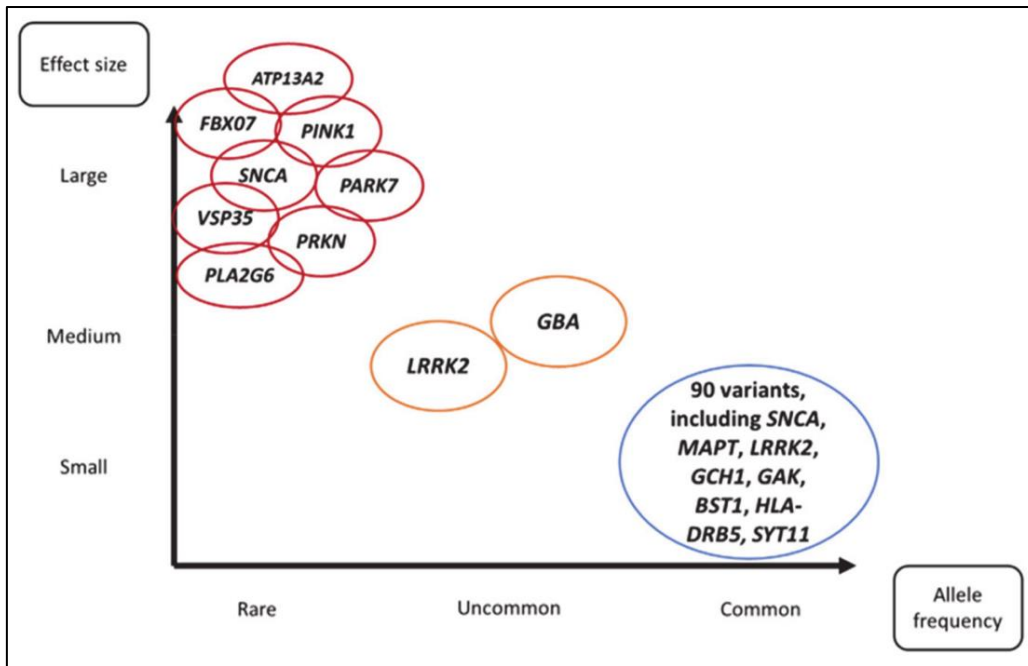 Effect size
ATP13A2
FBX07
PINK1
Large
SNCA
PARK7
VSP35
PRKN
PLA2G6
Medium
GBA
LRRK2
90 variants,
including SNCA,
MAPT, LRRK2,
GCH1, GAK,
BST1, HLA-
DRB5, SYT11
Small
Rare
Uncommon
Common
Allele
frequency